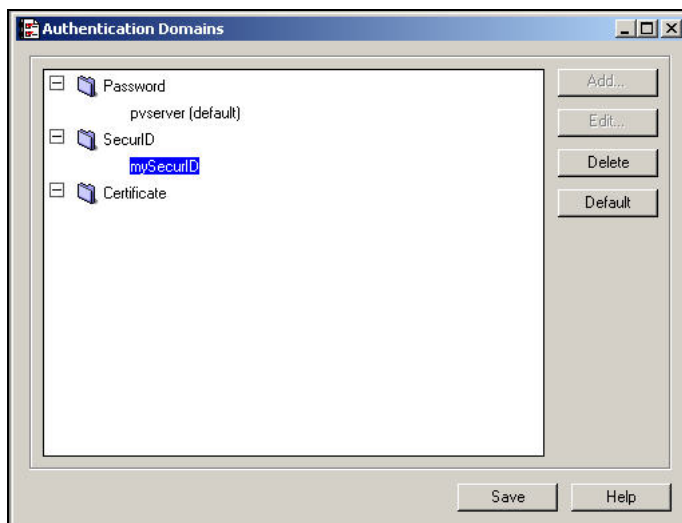 Authentication Domains
Password
pvserver (default)
SecurID
mySecurID
Certificate
Add...
Edit...
Delete
Default
Save
Help